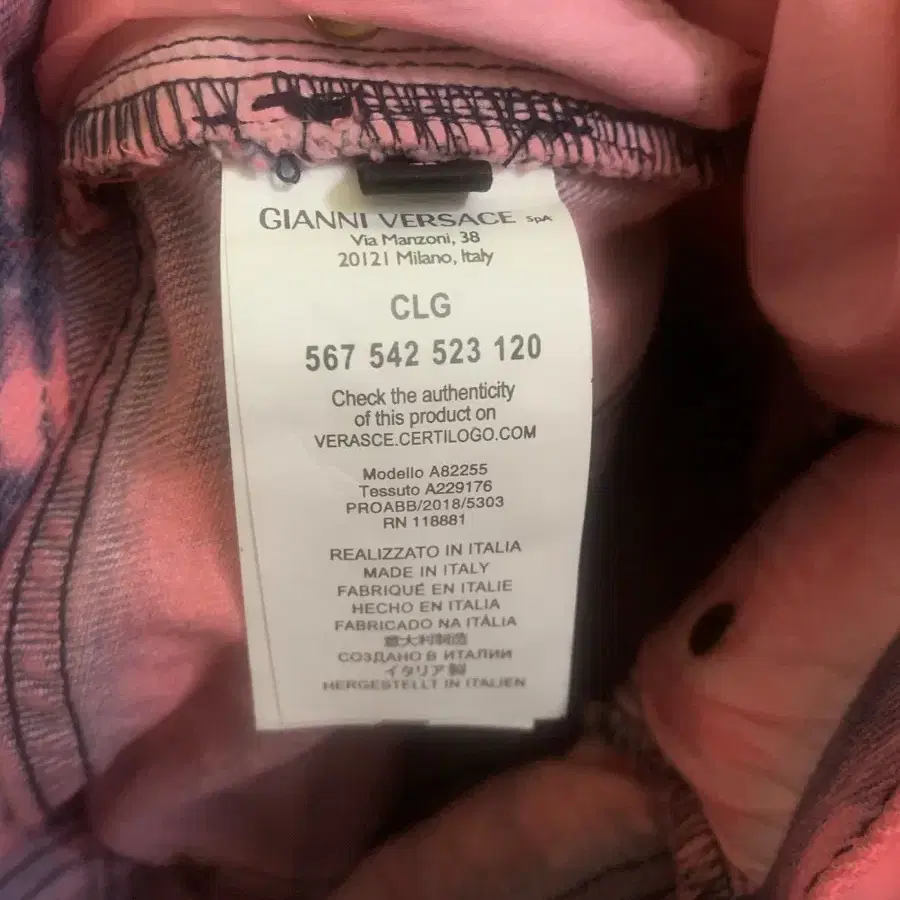 GIANNI VERSACE SpA
Via Manzoni, 38
20121 Milano, Italy
CLG
567 542 523 120
Check the authenticity
of this product on
VERASCE.CERTILOGO.COM
Modello A82255
Tessuto A229176
PROABB/2018/5303
RN 118881
REALIZZATO IN ITALIA
MADE IN ITALY
FABRIQUÉ EN ITALIE
HECHO EN ITALIA
FABRICADO NA ITÁLIA
意大利制造
СОЗДАНО В ИТАЛИИ
イタリア製
HERGESTELLT IN ITALIEN